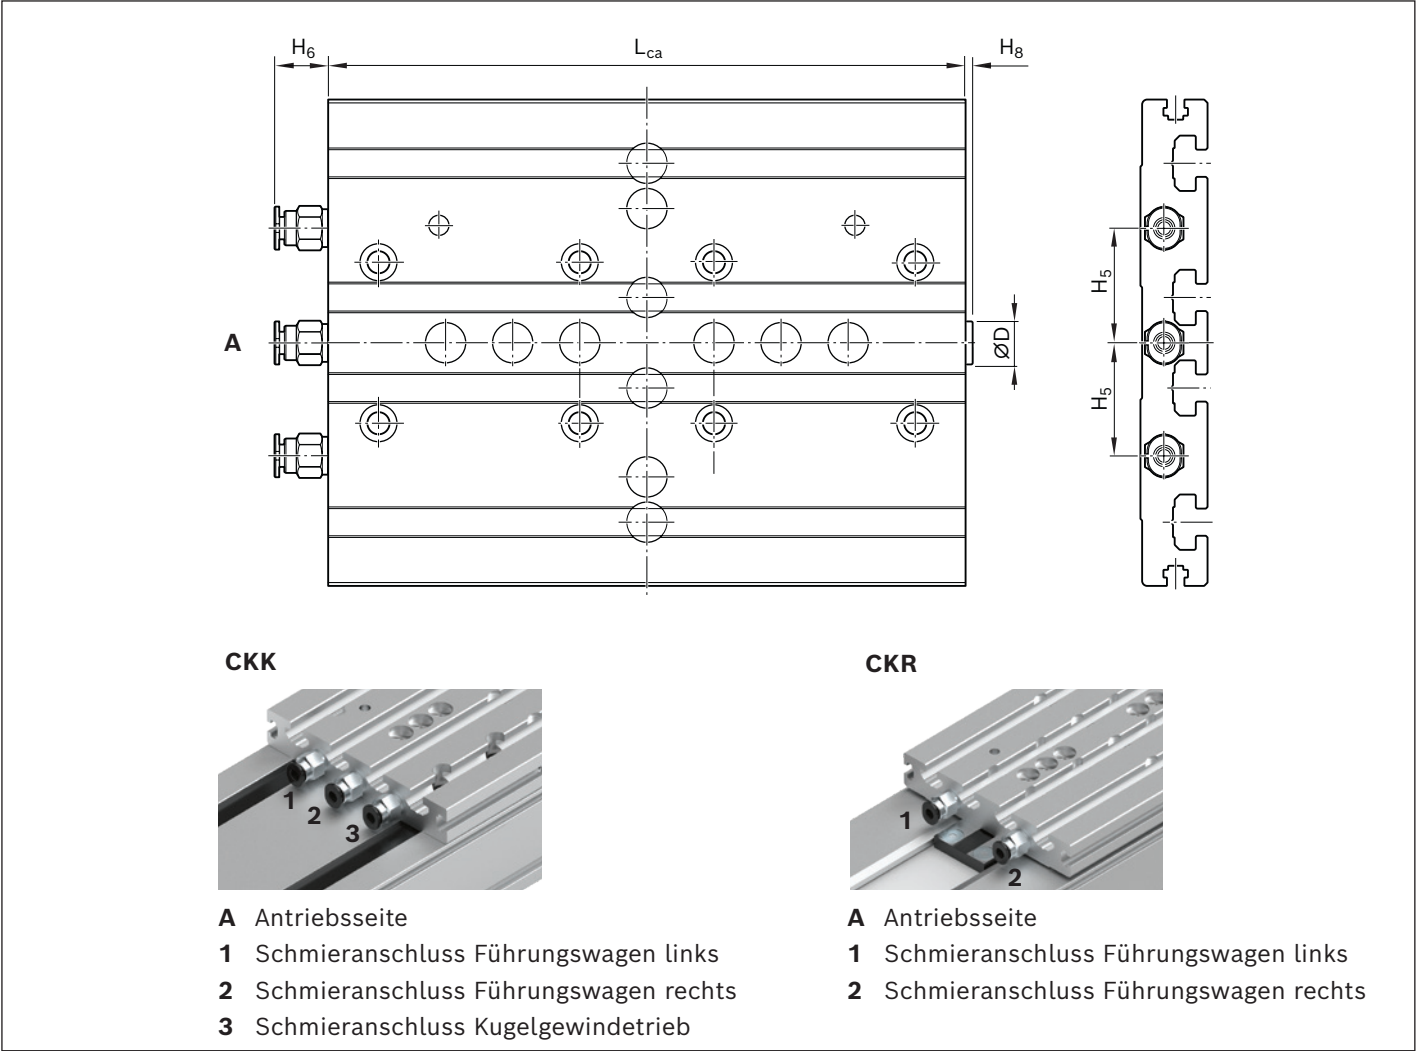 H₆ L_ca H₈
H₅
A
ØD
H₅
CKK
CKR
1
2
3
1
2
A Antriebsseite
1 Schmieranschluss Führungswagen links
2 Schmieranschluss Führungswagen rechts
3 Schmieranschluss Kugelgewindetrieb
A Antriebsseite
1 Schmieranschluss Führungswagen links
2 Schmieranschluss Führungswagen rechts